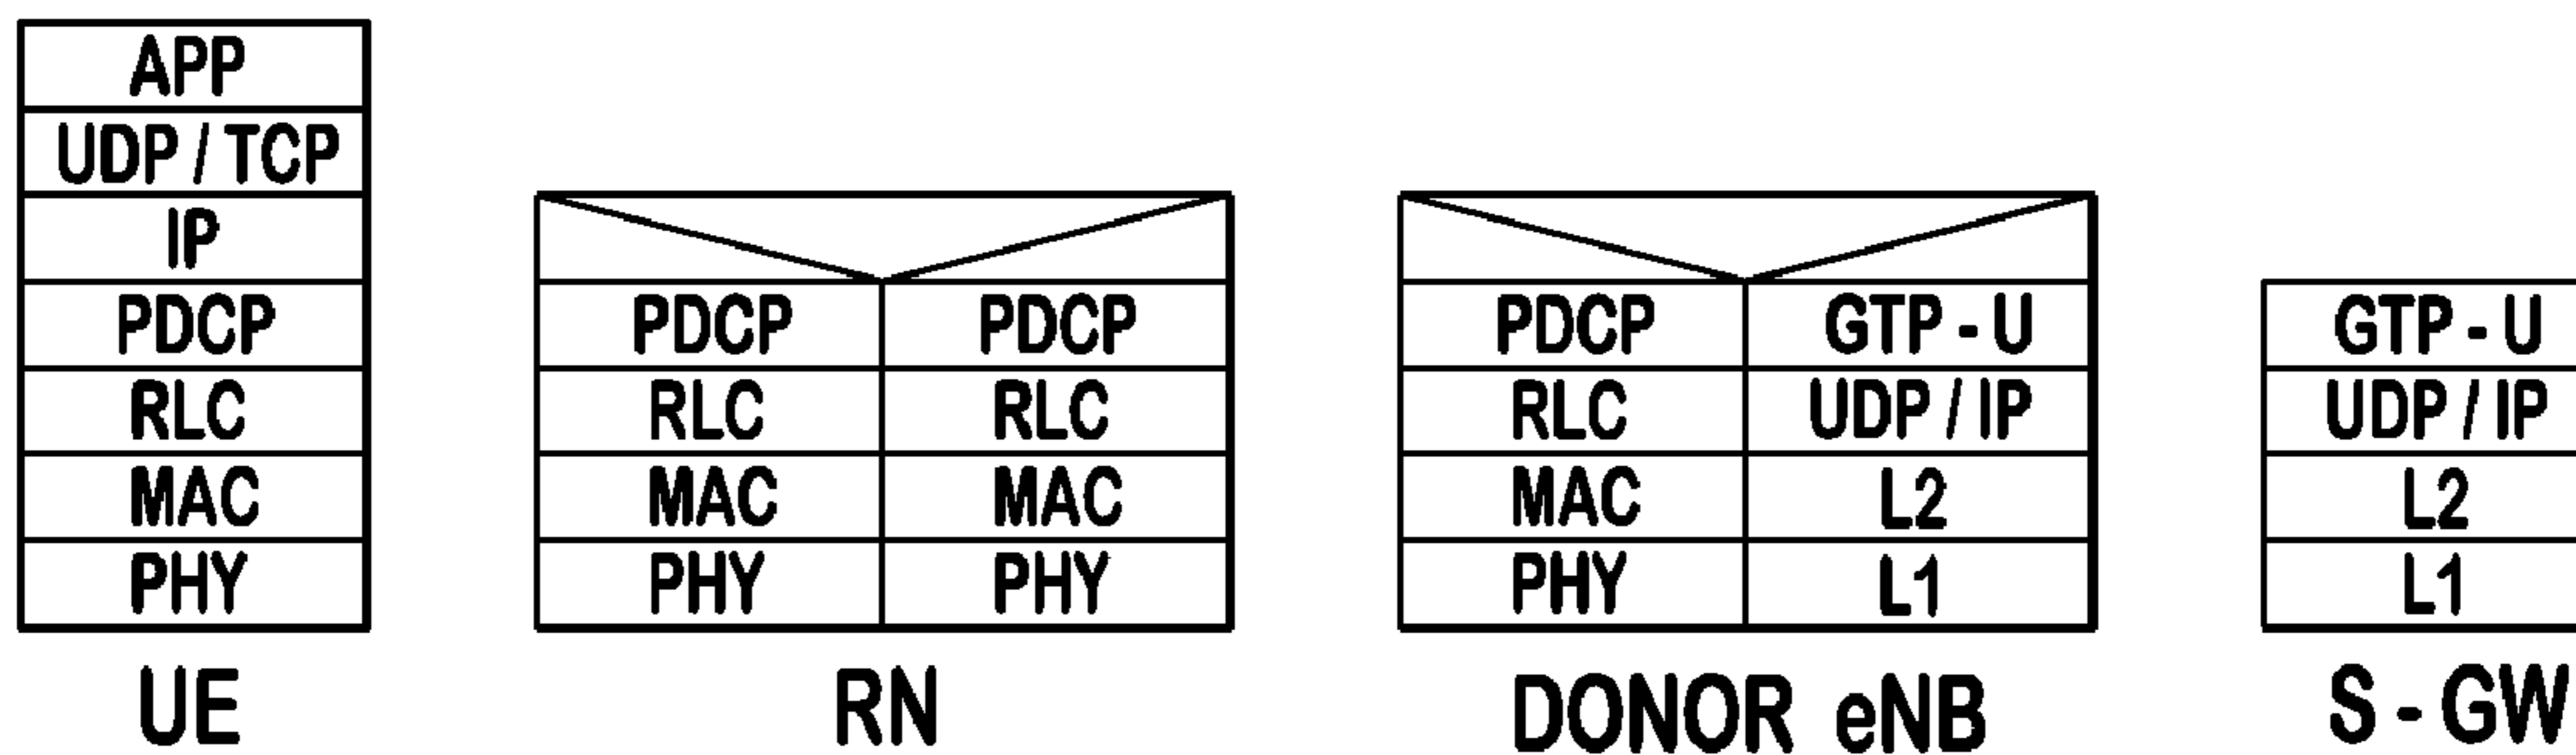 APP
UDP / TCP
IP
PDCP
RLC
MAC
PHY
UE
PDCP PDCP
RLC RLC
MAC MAC
PHY PHY
RN
PDCP GTP - U
RLC UDP / IP
MAC L2
PHY L1
DONOR eNB
GTP - U
UDP / IP
L2
L1
S - GW